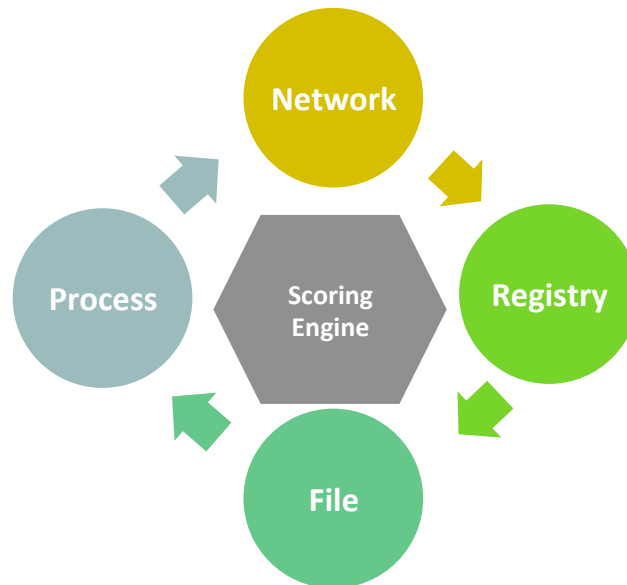 Network
Process
Scoring
Engine
Registry
File